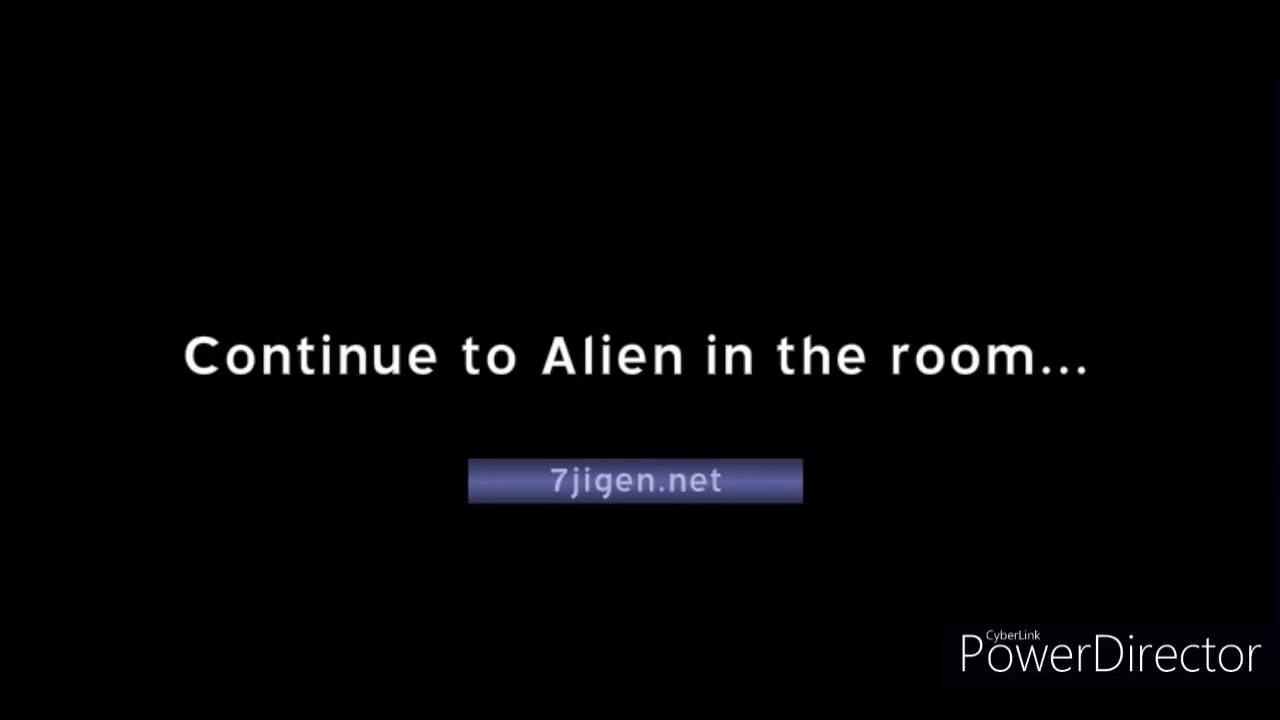 Continue to Alien in the room...
7jigen.net
CyberLink
PowerDirector